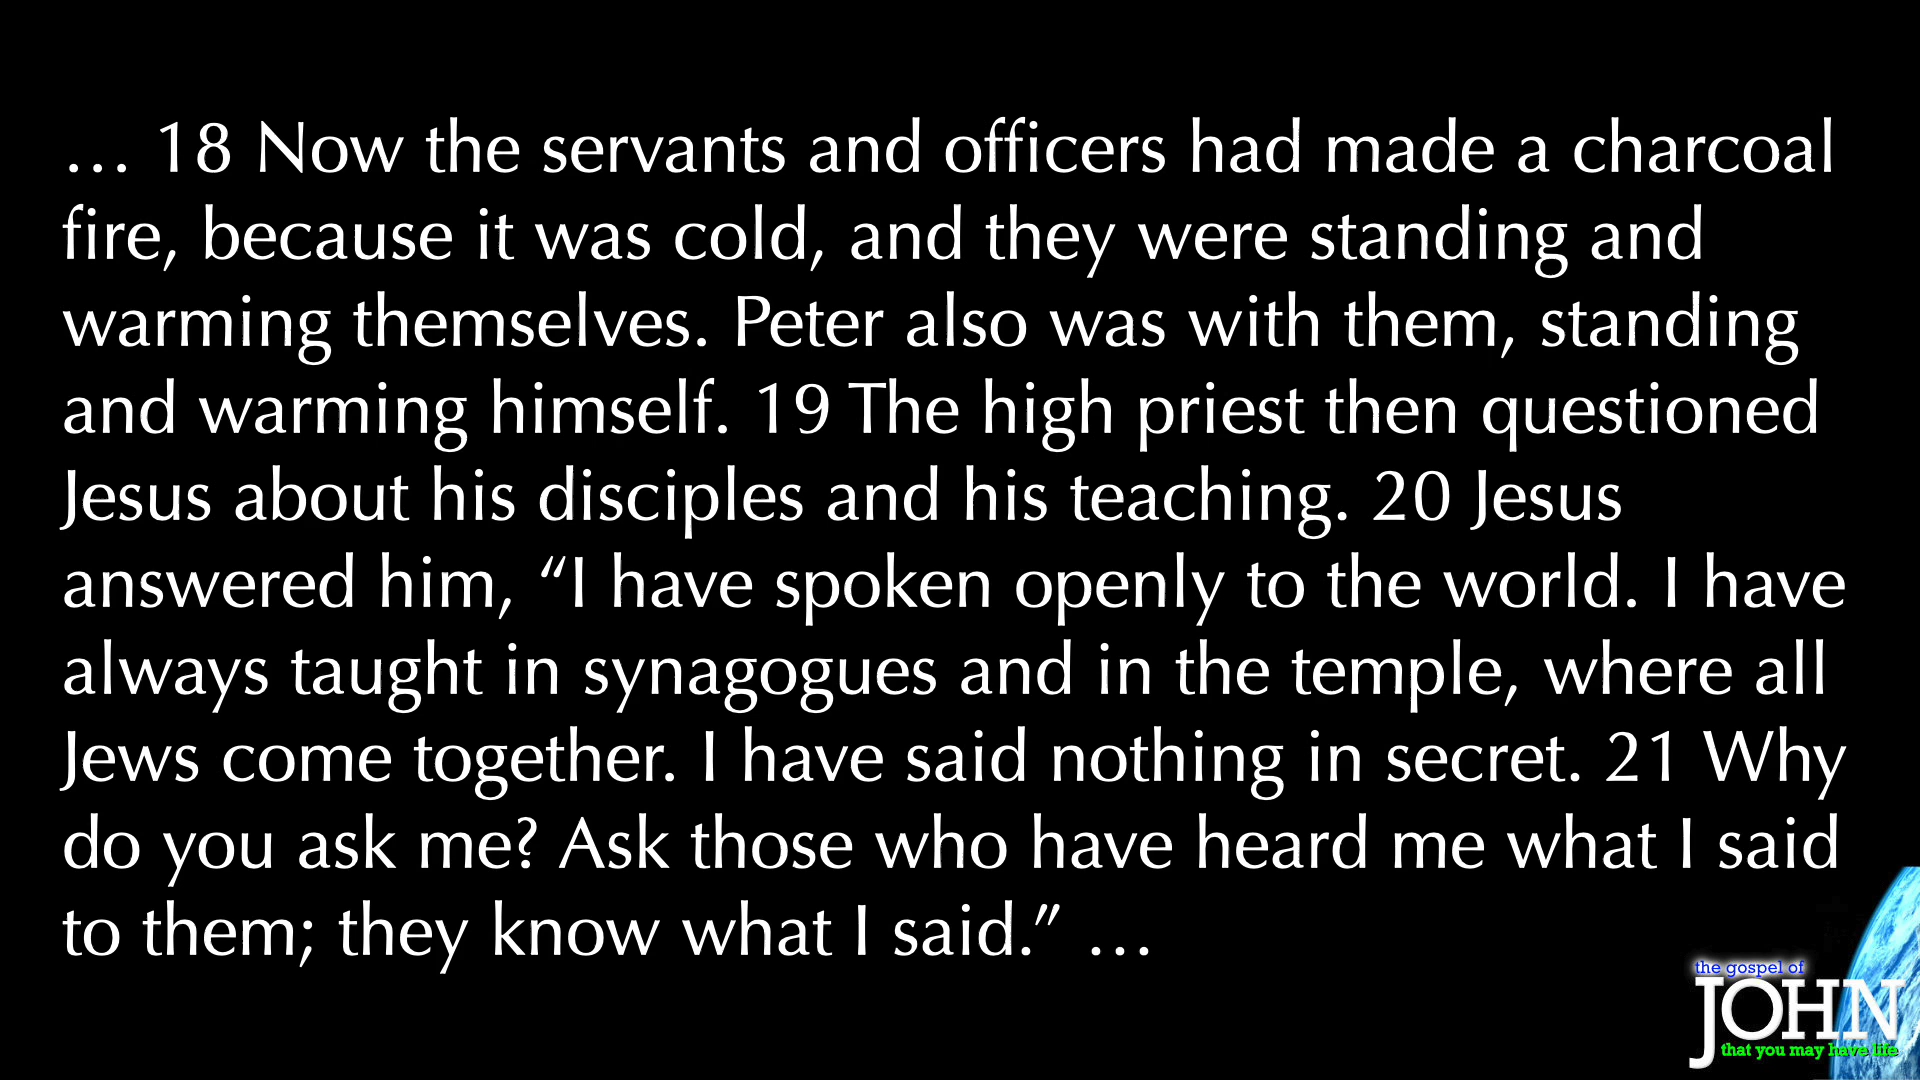 … 18 Now the servants and officers had made a charcoal
fire, because it was cold, and they were standing and
warming themselves. Peter also was with them, standing
and warming himself. 19 The high priest then questioned
Jesus about his disciples and his teaching. 20 Jesus
answered him, “I have spoken openly to the world. I have
always taught in synagogues and in the temple, where all
Jews come together. I have said nothing in secret. 21 Why
do you ask me? Ask those who have heard me what I said
to them; they know what I said.” …
the gospel of
JOHN
that you may have life